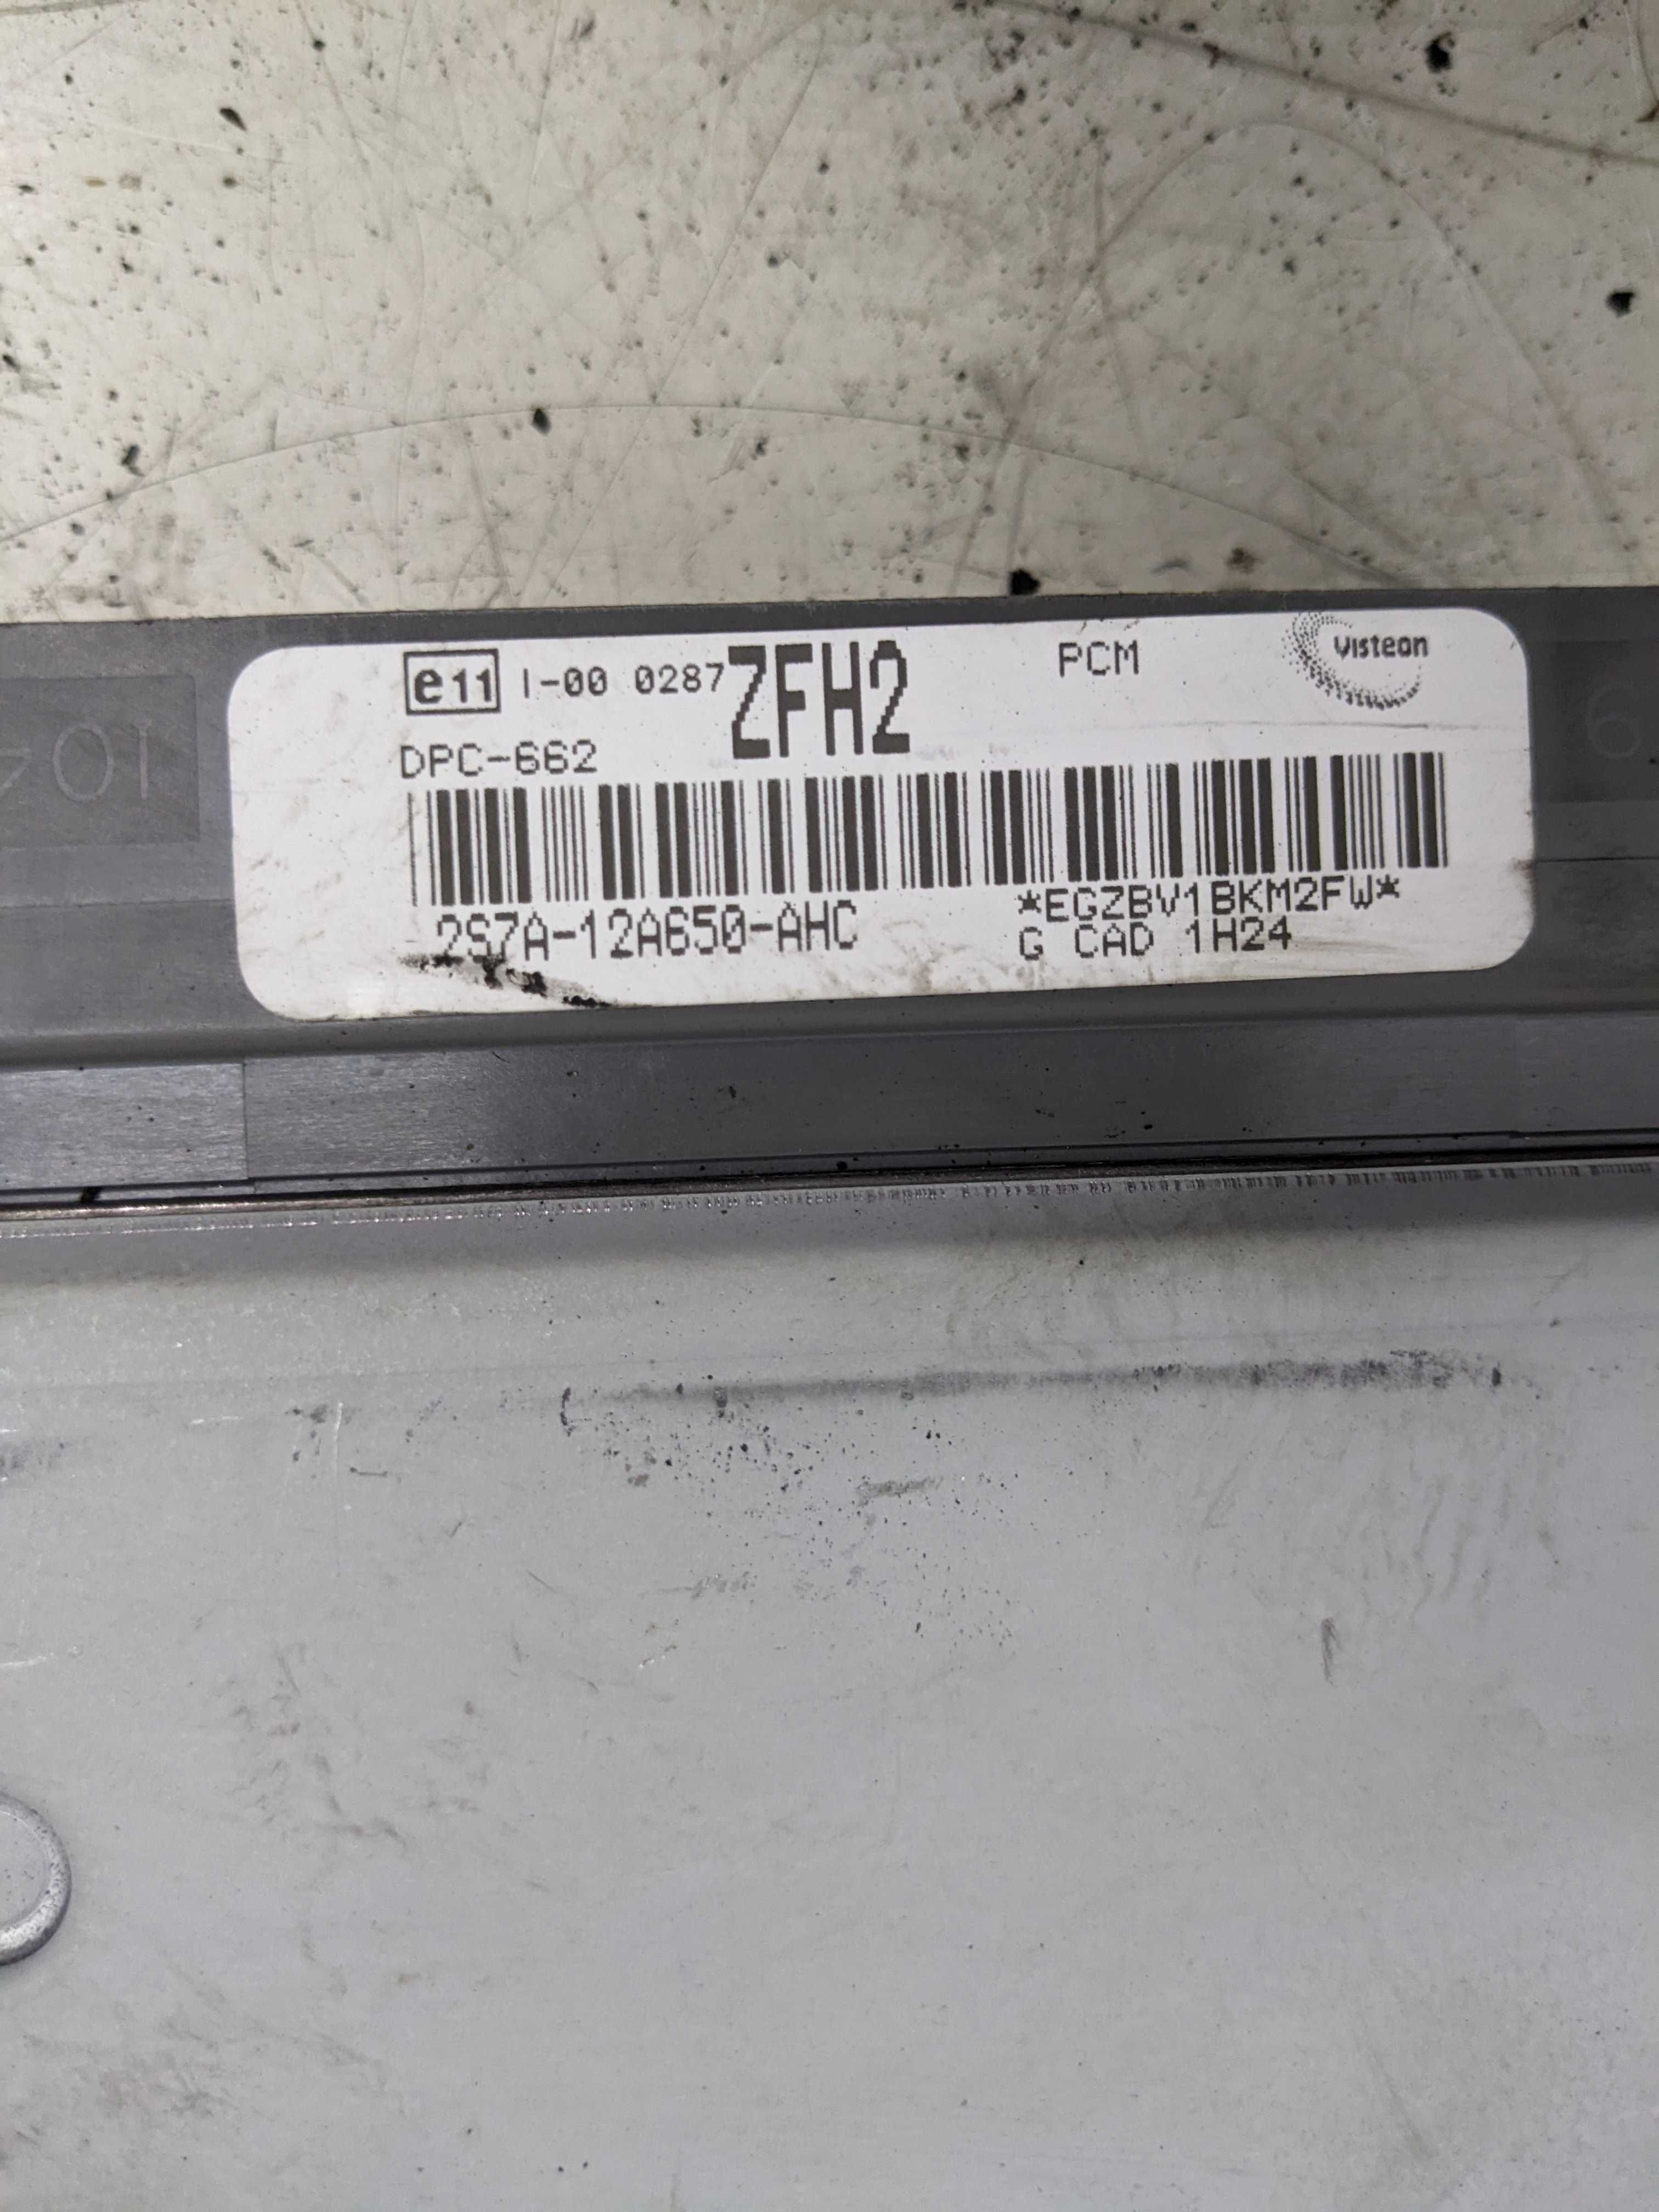 e11 I-00 0287 ZFH2 PCM Visteon
DPC-662
2S7A-12A650-AHC *EGZBV1BKM2FW*
G CAD 1H24